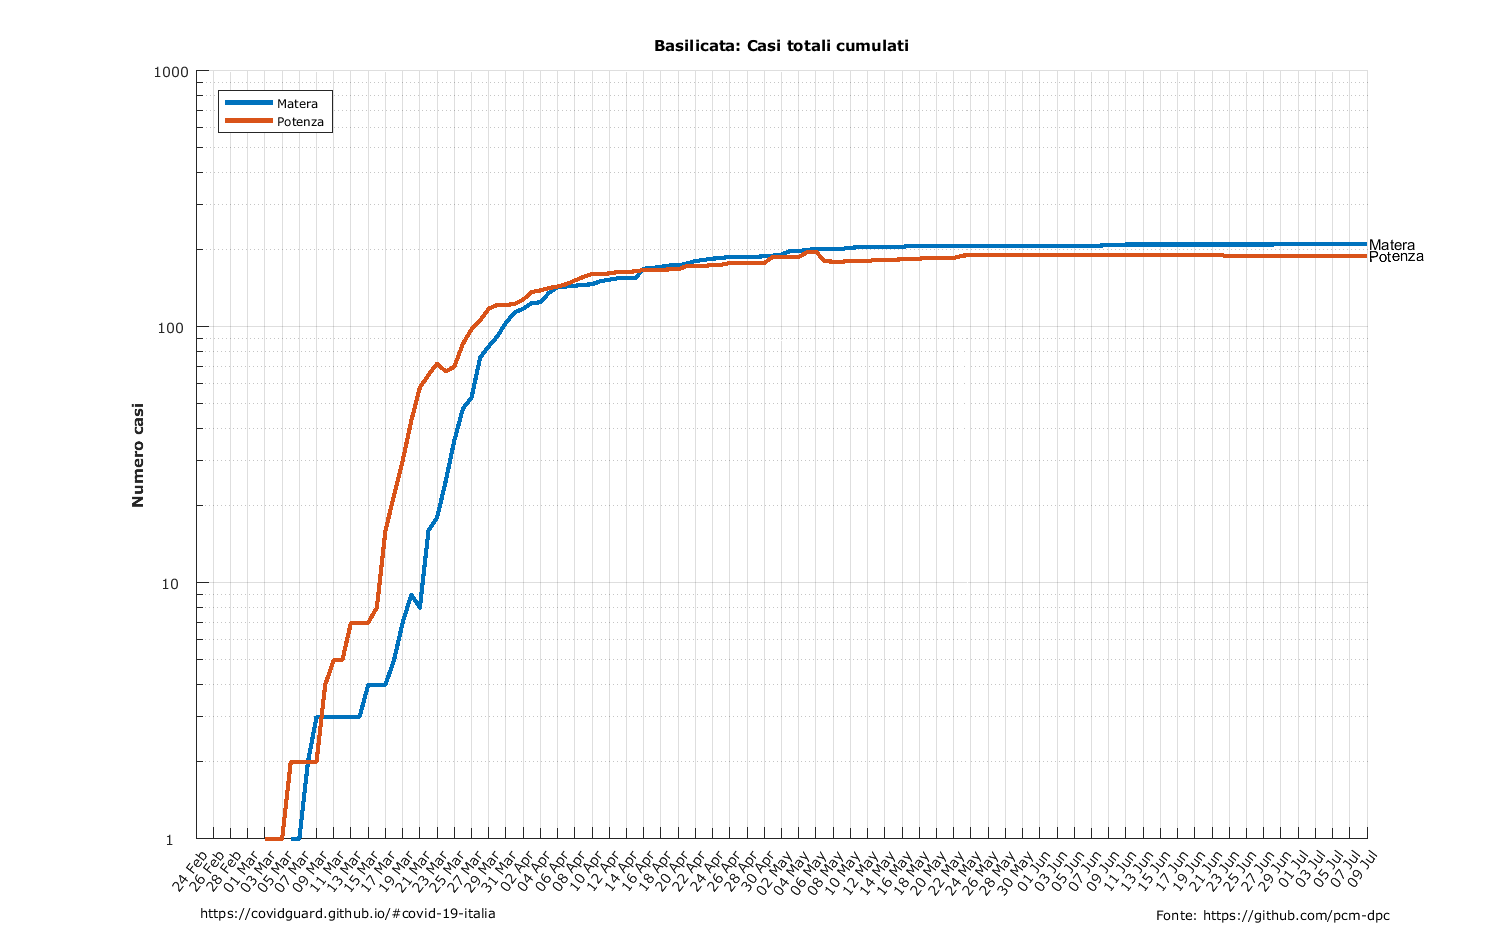 Basilicata: Casi totali cumulati
1000
100
10
1
Numero casi
Matera
Potenza
Matera
Potenza
24 Feb
26 Feb
28 Feb
01 Mar
03 Mar
05 Mar
07 Mar
09 Mar
11 Mar
13 Mar
15 Mar
17 Mar
19 Mar
21 Mar
23 Mar
25 Mar
27 Mar
29 Mar
31 Mar
02 Apr
04 Apr
06 Apr
08 Apr
10 Apr
12 Apr
14 Apr
16 Apr
18 Apr
20 Apr
22 Apr
24 Apr
26 Apr
28 Apr
30 Apr
02 May
04 May
06 May
08 May
10 May
12 May
14 May
16 May
18 May
20 May
22 May
24 May
26 May
28 May
30 May
01 Jun
03 Jun
05 Jun
07 Jun
09 Jun
11 Jun
13 Jun
15 Jun
17 Jun
19 Jun
21 Jun
23 Jun
25 Jun
27 Jun
29 Jun
01 Jul
03 Jul
05 Jul
07 Jul
09 Jul
https://covidguard.github.io/#covid-19-italia
Fonte: https://github.com/pcm-dpc